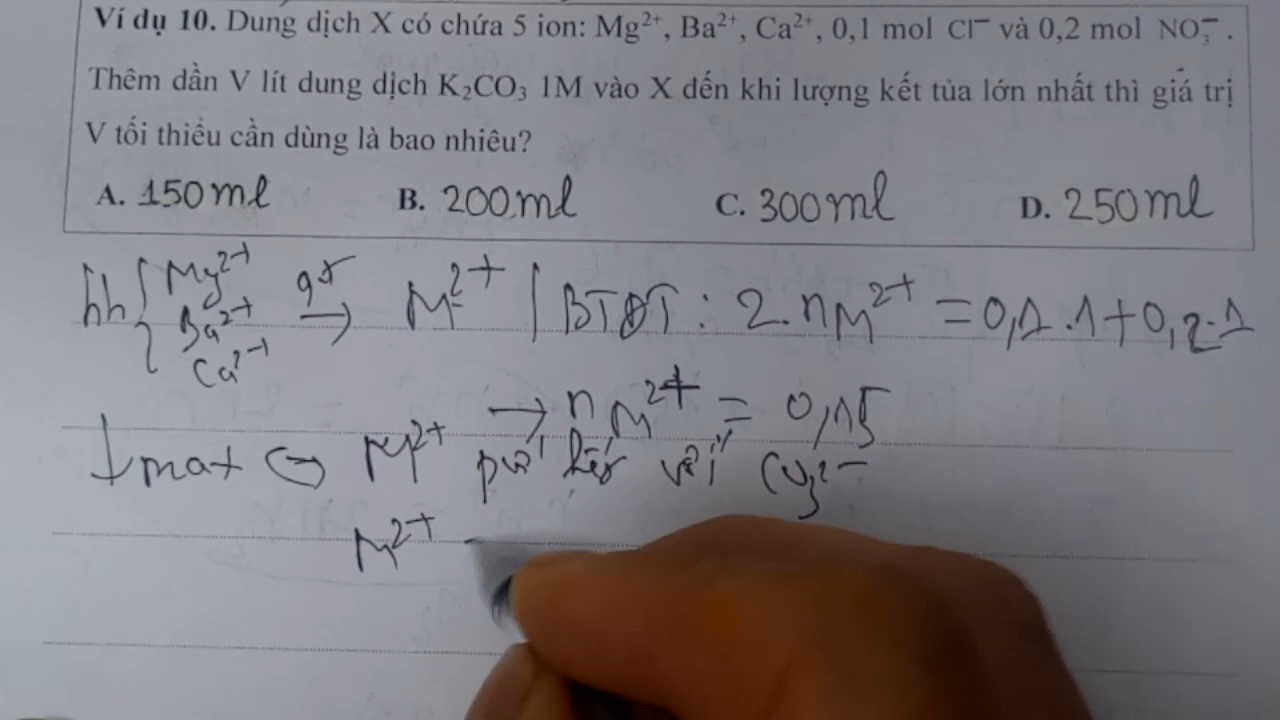 Ví dụ 10. Dung dịch X có chứa 5 ion: Mg²⁺, Ba²⁺, Ca²⁺, 0,1 mol Cl⁻ và 0,2 mol NO₃⁻.
Thêm dần V lít dung dịch K₂CO₃ 1M vào X đến khi lượng kết tủa lớn nhất thì giá trị
V tối thiểu cần dùng là bao nhiêu?
A. 150ml B. 200ml C. 300ml D. 250ml
hh { Mg²⁺ Ba²⁺ Ca²⁺ → M²⁺ | BTĐT: 2.nM²⁺ = 0,1.1+0,2.1
→ nM²⁺ = 0,15
↓max M²⁺ pư hết với CO₃²⁻
M²⁺